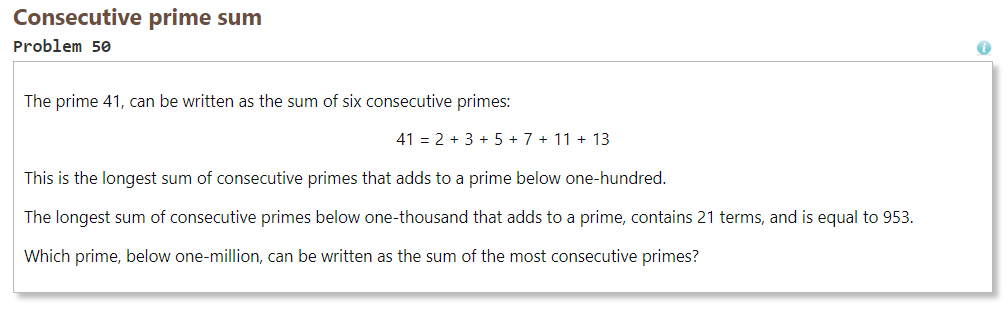 Consecutive prime sum
Problem 50
The prime 41, can be written as the sum of six consecutive primes:
41 = 2 + 3 + 5 + 7 + 11 + 13
This is the longest sum of consecutive primes that adds to a prime below one-hundred.
The longest sum of consecutive primes below one-thousand that adds to a prime, contains 21 terms, and is equal to 953.
Which prime, below one-million, can be written as the sum of the most consecutive primes?